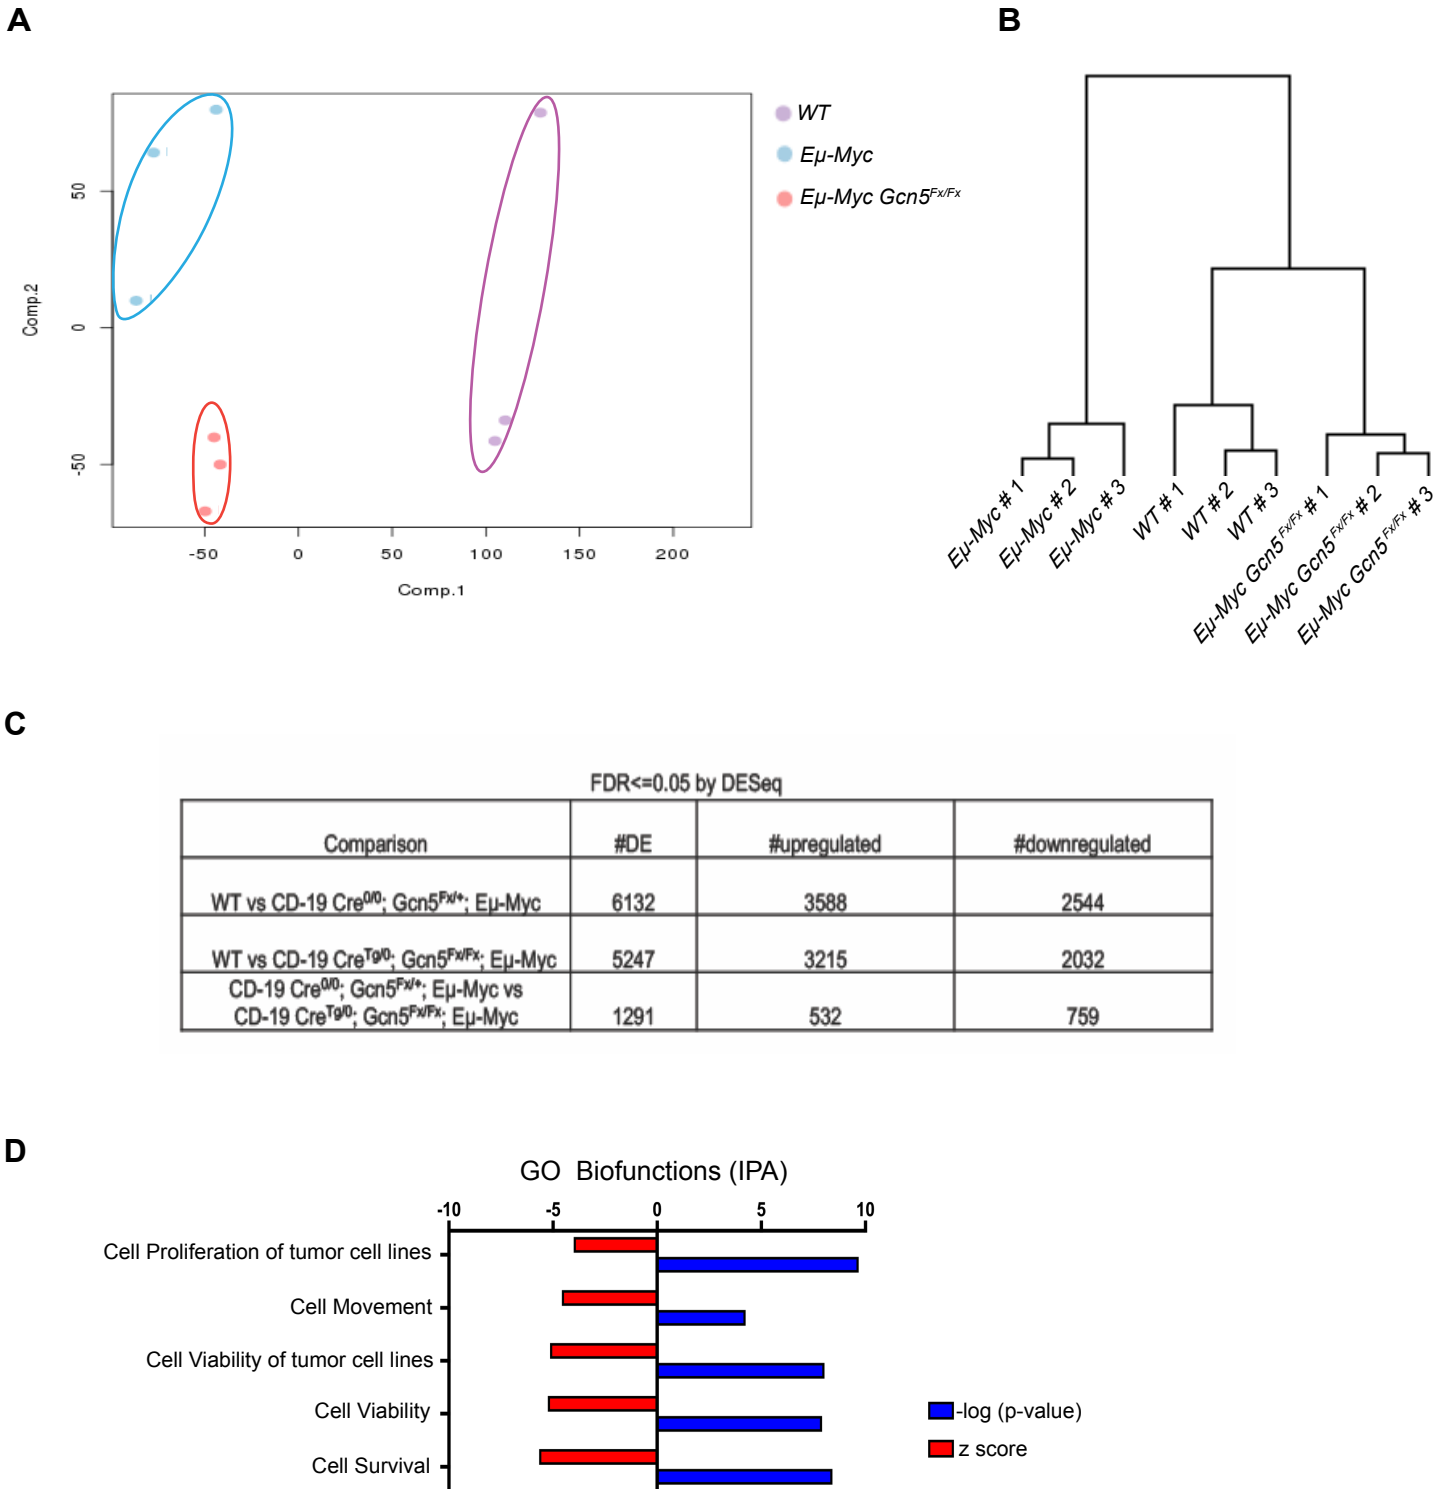 A
B
WT
Eμ-Myc
Eμ-Myc Gcn5Fx/Fx
50
0
-50
Comp.2
-50 0 50 100 150 200
Comp.1
Eμ-Myc # 1
Eμ-Myc # 2
Eμ-Myc # 3
WT # 1
WT # 2
WT # 3
Eμ-Myc Gcn5Fx/Fx # 1
Eμ-Myc Gcn5Fx/Fx # 2
Eμ-Myc Gcn5Fx/Fx # 3
C
FDR<=0.05 by DESeq
Comparison #DE #upregulated #downregulated
WT vs CD-19 Cre0/0; Gcn5Fx/+; Eμ-Myc 6132 3588 2544
WT vs CD-19 CreTg/0; Gcn5Fx/Fx; Eμ-Myc 5247 3215 2032
CD-19 Cre0/0; Gcn5Fx/+; Eμ-Myc vs
CD-19 CreTg/0; Gcn5Fx/Fx; Eμ-Myc 1291 532 759
D
GO Biofunctions (IPA)
-10 -5 0 5 10
Cell Proliferation of tumor cell lines
Cell Movement
Cell Viability of tumor cell lines
Cell Viability
Cell Survival
-log (p-value)
z score